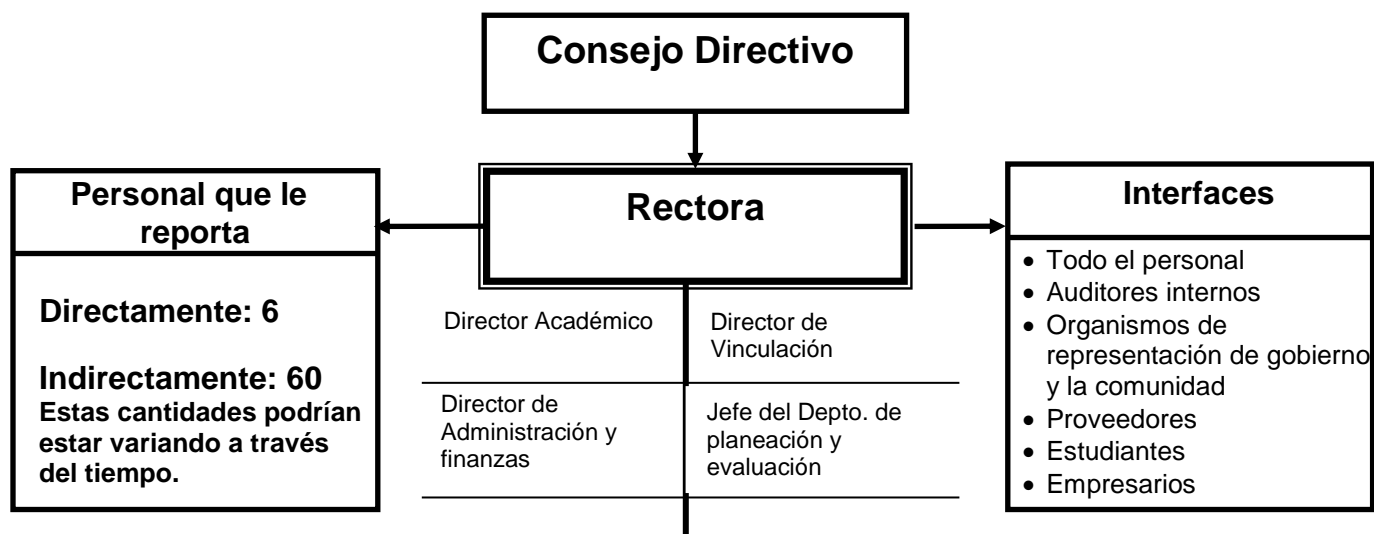 Consejo Directivo
Rectora
Personal que le
reporta
Directamente: 6
Indirectamente: 60
Estas cantidades podrían
estar variando a través
del tiempo.
Director Académico
Director de
Vinculación
Director de
Administración y
finanzas
Jefe del Depto. de
planeación y
evaluación
Interfaces
• Todo el personal
• Auditores internos
• Organismos de
representación de gobierno
y la comunidad
• Proveedores
• Estudiantes
• Empresarios